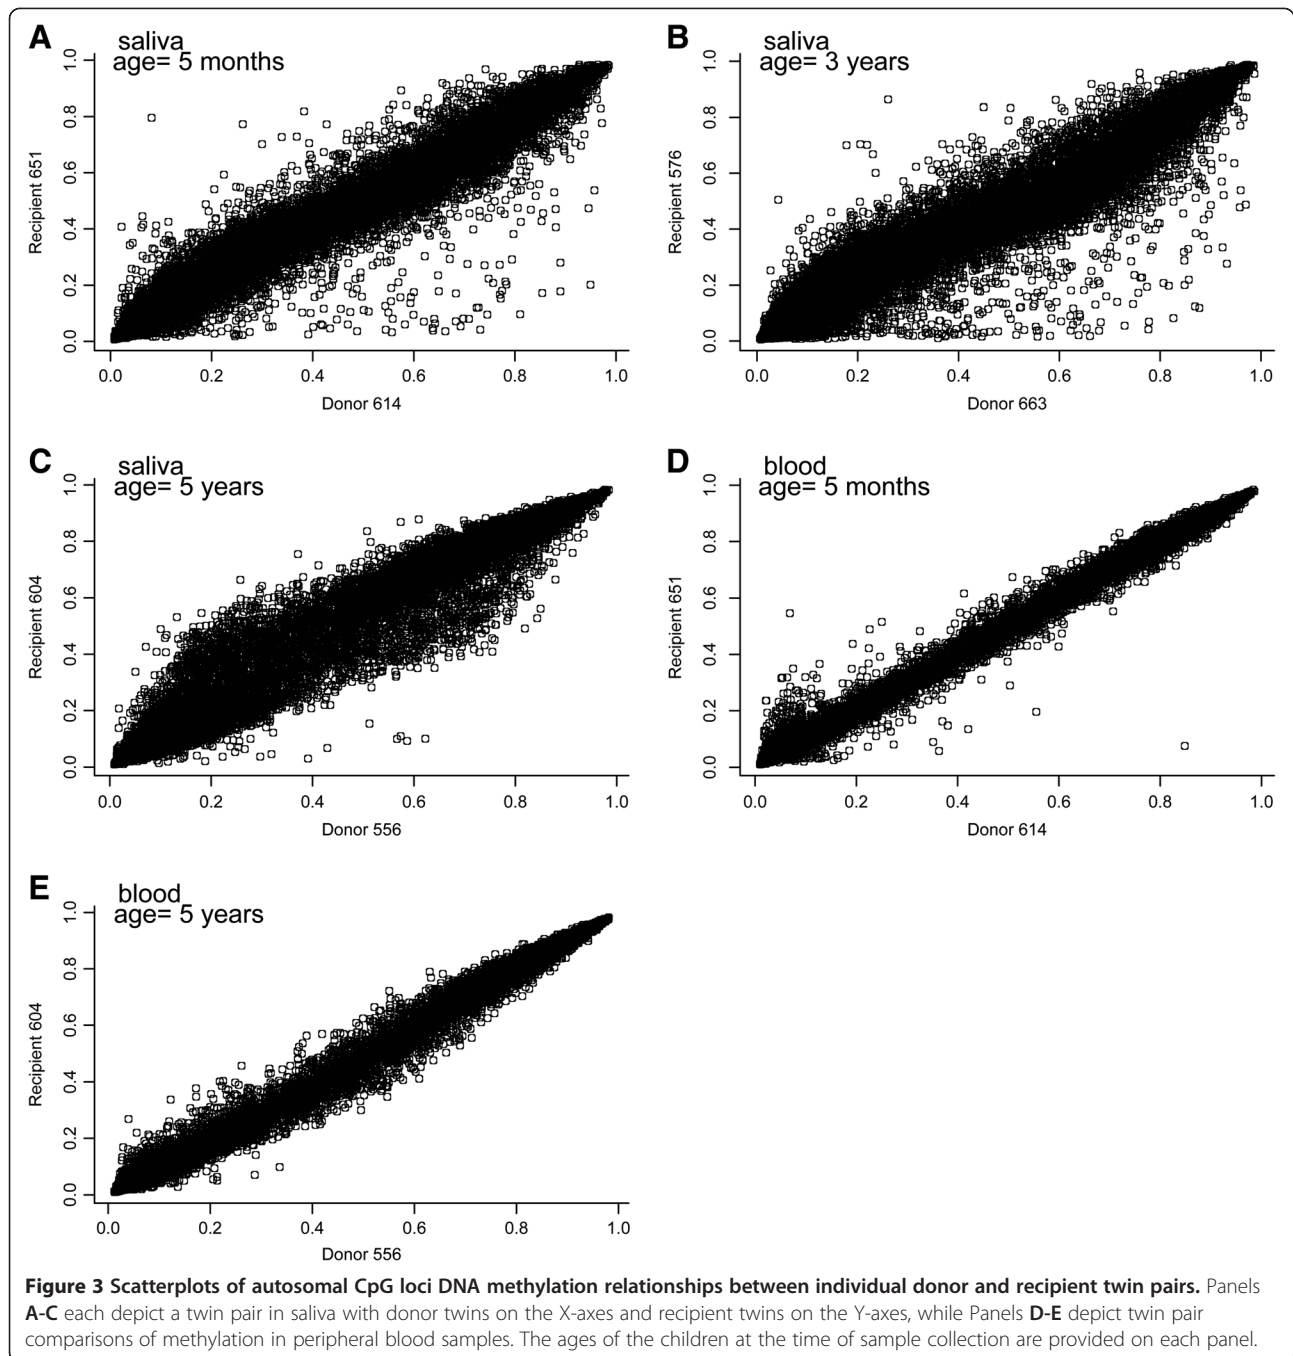 A
saliva
age= 5 months
Recipient 651
0.0 0.2 0.4 0.6 0.8 1.0
0.0 0.2 0.4 0.6 0.8 1.0
Donor 614
B
saliva
age= 3 years
Recipient 576
0.0 0.2 0.4 0.6 0.8 1.0
0.0 0.2 0.4 0.6 0.8 1.0
Donor 663
C
saliva
age= 5 years
Recipient 604
0.0 0.2 0.4 0.6 0.8 1.0
0.0 0.2 0.4 0.6 0.8 1.0
Donor 556
D
blood
age= 5 months
Recipient 651
0.0 0.2 0.4 0.6 0.8 1.0
0.0 0.2 0.4 0.6 0.8 1.0
Donor 614
E
blood
age= 5 years
Recipient 604
0.0 0.2 0.4 0.6 0.8 1.0
0.0 0.2 0.4 0.6 0.8 1.0
Donor 556
Figure 3 Scatterplots of autosomal CpG loci DNA methylation relationships between individual donor and recipient twin pairs. Panels
A-C each depict a twin pair in saliva with donor twins on the X-axes and recipient twins on the Y-axes, while Panels D-E depict twin pair
comparisons of methylation in peripheral blood samples. The ages of the children at the time of sample collection are provided on each panel.